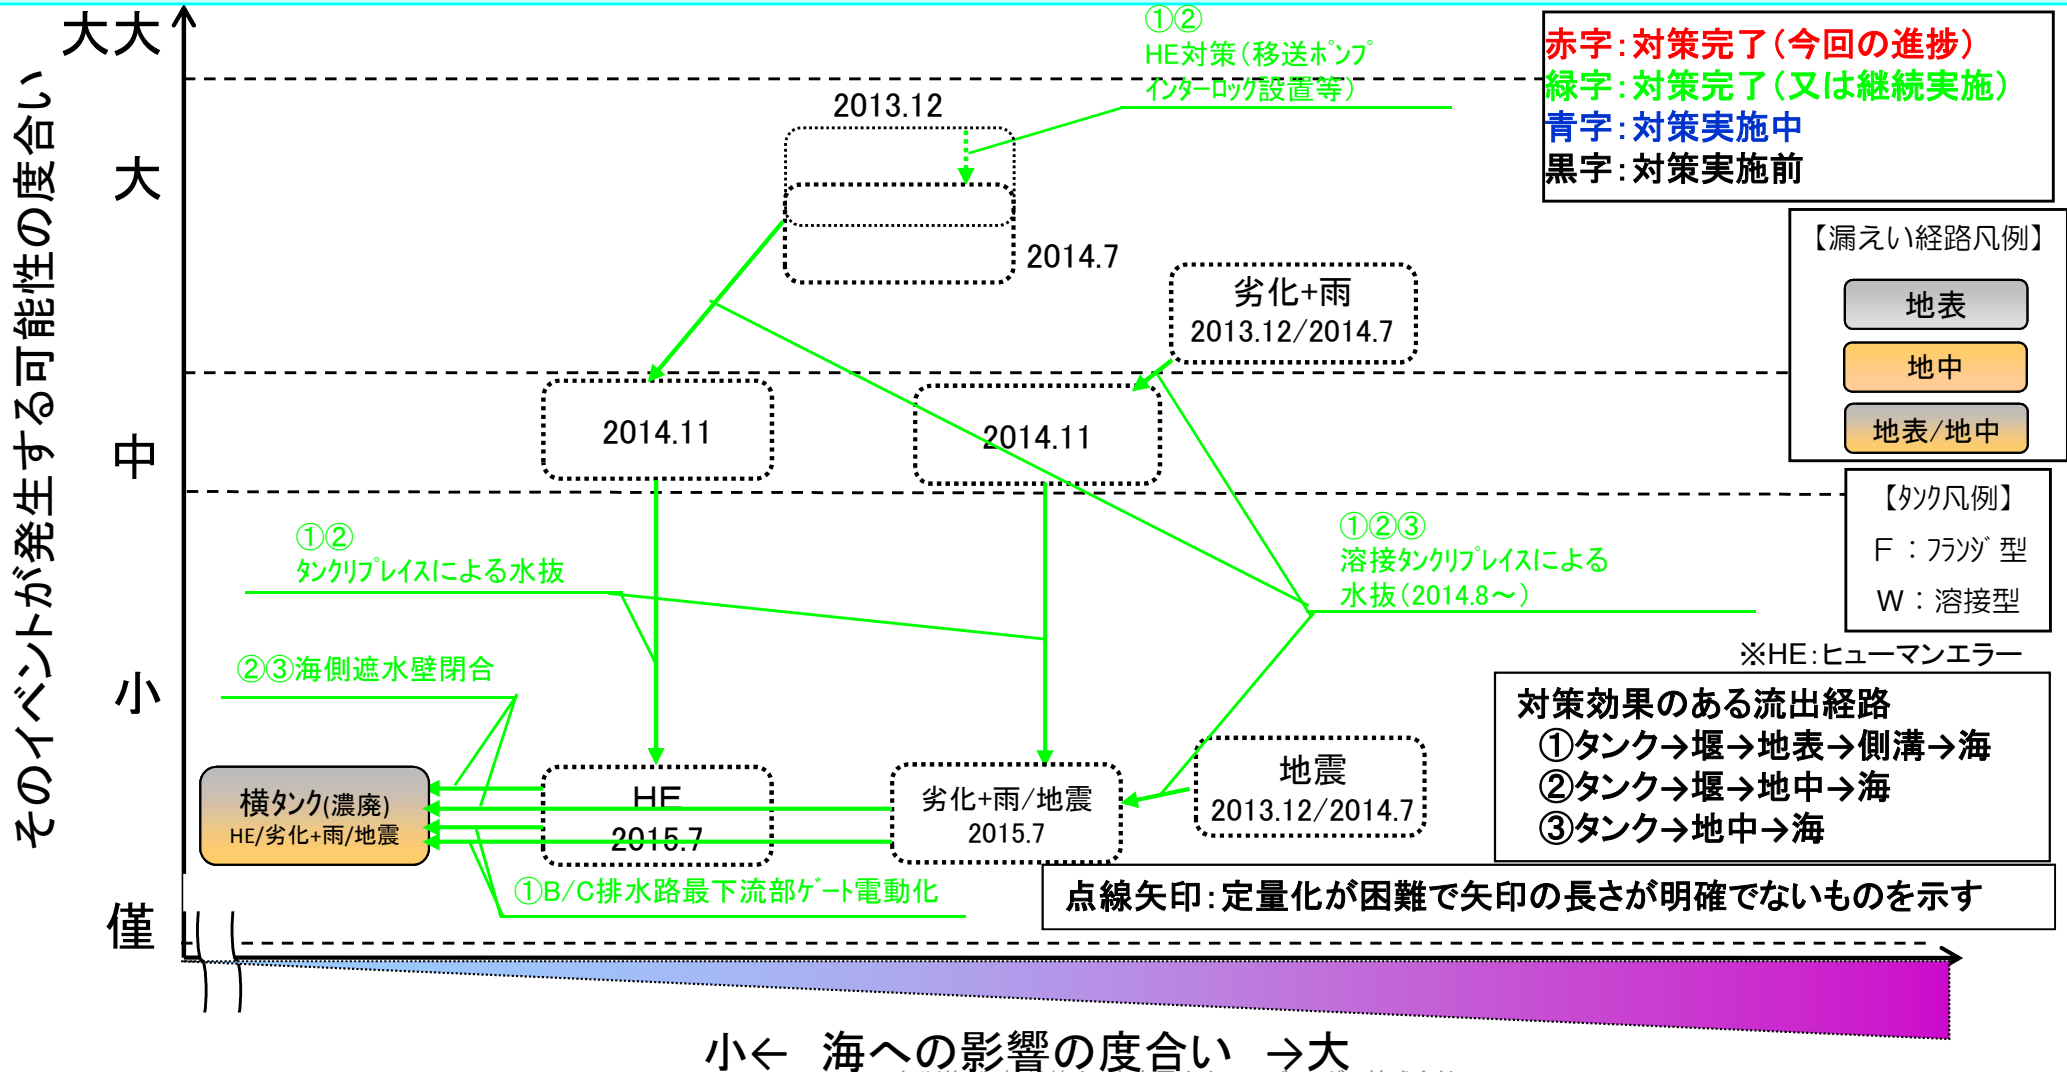 大大
大
中
小
僅
そのイベントが発生する可能性の度合い
①②
HE対策(移送ﾎﾟﾝﾌﾟ
ｲﾝﾀｰﾛｯｸ設置等)
赤字:対策完了(今回の進捗)
緑字:対策完了(又は継続実施)
青字:対策実施中
黒字:対策実施前
2013.12
2014.7
【漏えい経路凡例】
地表
地中
地表/地中
劣化+雨
2013.12/2014.7
2014.11
2014.11
【ﾀﾝｸ凡例】
F:ﾌﾗﾝｼﾞ型
W:溶接型
①②
ﾀﾝｸﾘﾌﾟﾚｲｽによる水抜
①②③
溶接ﾀﾝｸﾘﾌﾟﾚｲｽによる
水抜(2014.8~)
②③海側遮水壁閉合
※HE:ヒューマンエラー
対策効果のある流出経路
①タンク→堰→地表→側溝→海
②タンク→堰→地中→海
③タンク→地中→海
横ﾀﾝｸ(濃廃)
HE/劣化+雨/地震
HE
2015.7
劣化+雨/地震
2015.7
地震
2013.12/2014.7
①B/C排水路最下流部ｹﾞｰﾄ電動化
点線矢印:定量化が困難で矢印の長さが明確でないものを示す
小← 海への影響の度合い →大